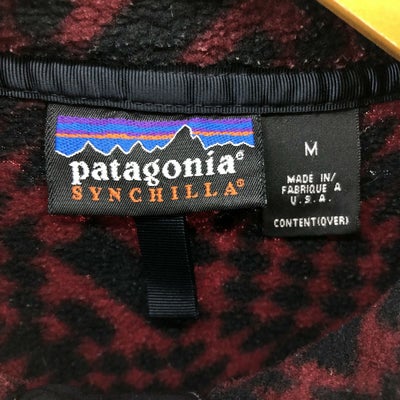 patagonia®
SYNCHILLA®
M
MADE IN/
FABRIQUE A
U.S.A.
CONTENT(OVER)